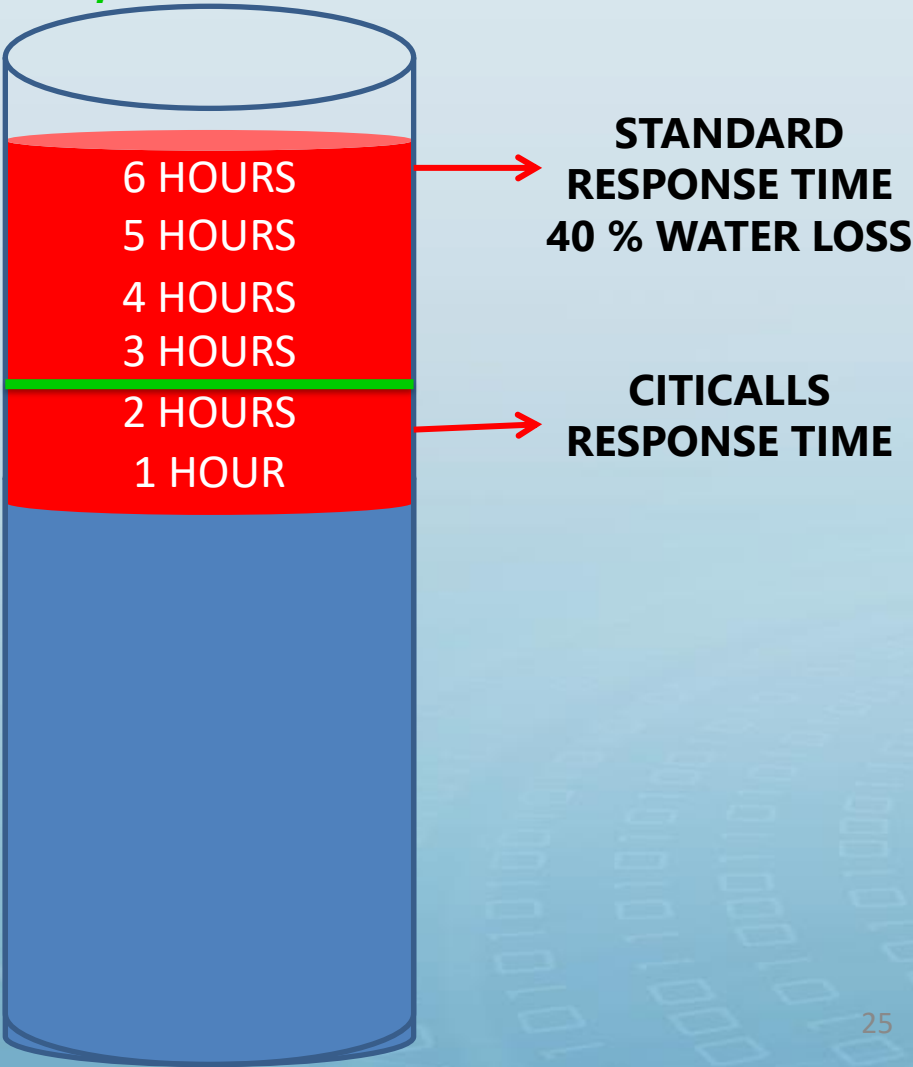 6 HOURS
5 HOURS
4 HOURS
3 HOURS
2 HOURS
1 HOUR
STANDARD
RESPONSE TIME
40 % WATER LOSS
CITICALLS
RESPONSE TIME
25